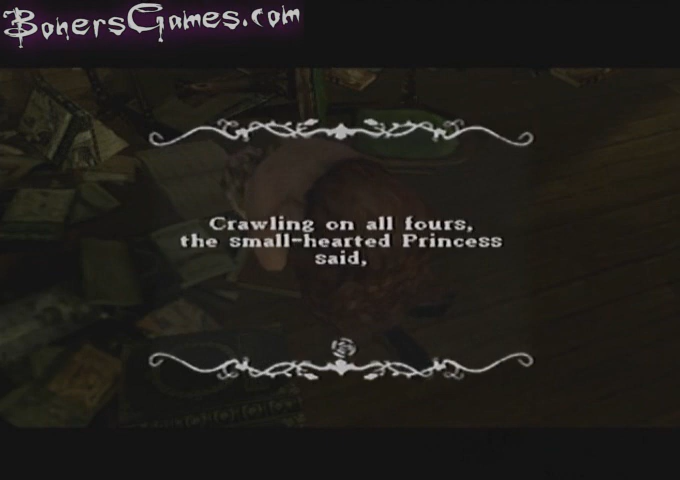 BonersGames.com
Crawling on all fours,
the small-hearted Princess
said,